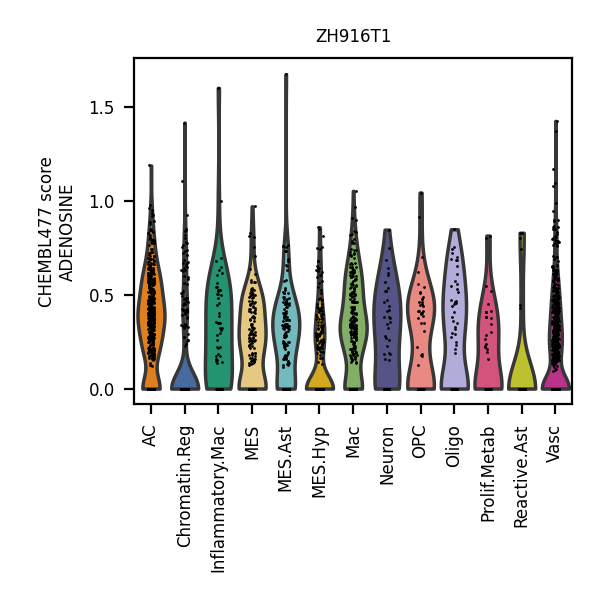 ZH916T1
CHEMBL477 score
ADENOSINE
1.5
1.0
0.5
0.0
AC
Chromatin.Reg
Inflammatory.Mac
MES
MES.Ast
MES.Hyp
Mac
Neuron
OPC
Oligo
Prolif.Metab
Reactive.Ast
Vasc